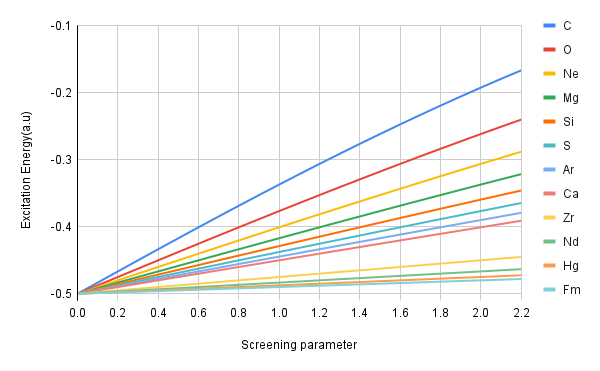 -0.1
-0.2
-0.3
-0.4
-0.5
Excitation Energy(a.u)
0.0 0.2 0.4 0.6 0.8 1.0 1.2 1.4 1.6 1.8 2.0 2.2
Screening parameter
C
O
Ne
Mg
Si
S
Ar
Ca
Zr
Nd
Hg
Fm